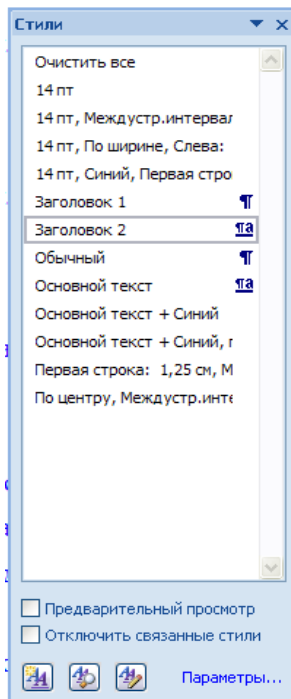 Стили
Очистить все
14 пт
14 пт, Междустр.интервал
14 пт, По ширине, Слева:
14 пт, Синий, Первая стро
Заголовок 1 ¶
Заголовок 2 ¶a
Обычный ¶
Основной текст ¶a
Основной текст + Синий
Основной текст + Синий, г
Первая строка: 1,25 см, М
По центру, Междустр.инте
Предварительный просмотр
Отключить связанные стили
Параметры...